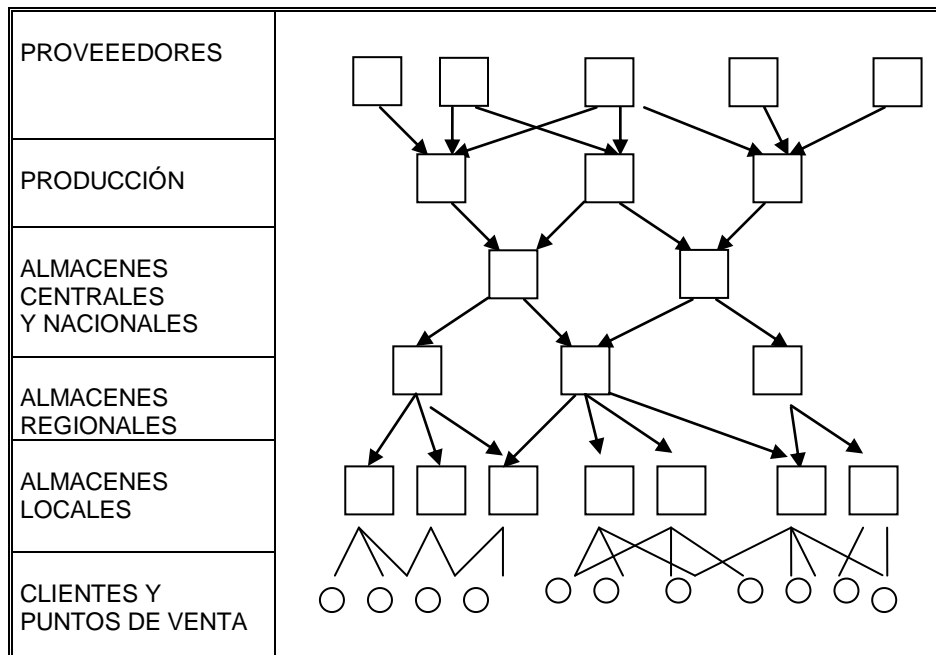 PROVEEEDORES
PRODUCCIÓN
ALMACENES
CENTRALES
Y NACIONALES
ALMACENES
REGIONALES
ALMACENES
LOCALES
CLIENTES Y
PUNTOS DE VENTA